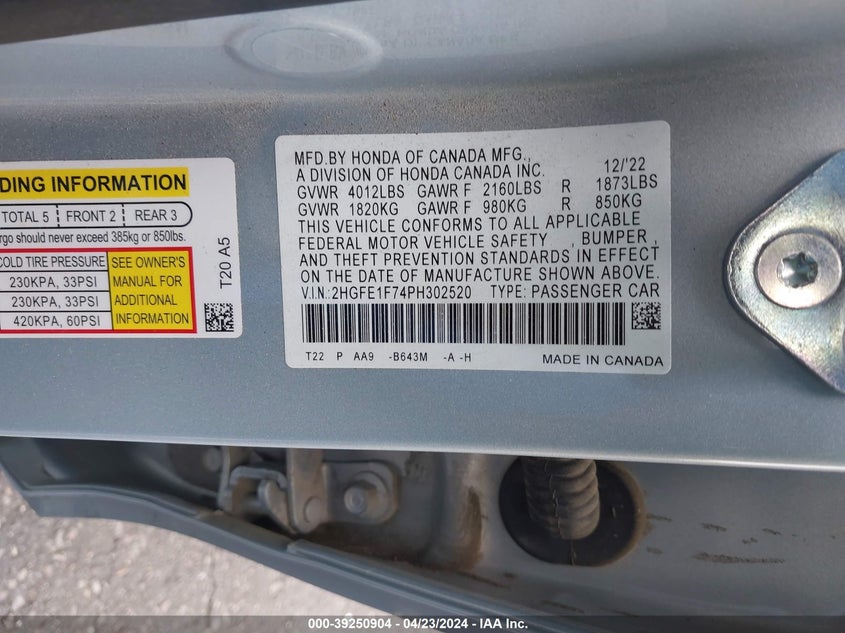 DING INFORMATION
TOTAL 5 FRONT 2 REAR 3
rgo should never exceed 385kg or 850lbs.
COLD TIRE PRESSURE
230KPA, 33PSI
230KPA, 33PSI
420KPA, 60PSI
SEE OWNER'S
MANUAL FOR
ADDITIONAL
INFORMATION
T20 A5
MFD.BY HONDA OF CANADA MFG.,
A DIVISION OF HONDA CANADA INC. 12/'22
GVWR 4012LBS GAWR F 2160LBS R 1873LBS
GVWR 1820KG GAWR F 980KG R 850KG
THIS VEHICLE CONFORMS TO ALL APPLICABLE
FEDERAL MOTOR VEHICLE SAFETY , BUMPER ,
AND THEFT PREVENTION STANDARDS IN EFFECT
ON THE DATE OF MANUFACTURE SHOWN ABOVE.
V.I.N: 2HGFE1F74PH302520 TYPE: PASSENGER CAR
T22 P AA9 -B643M -A -H MADE IN CANADA
000-39250904 - 04/23/2024 - IAA Inc.